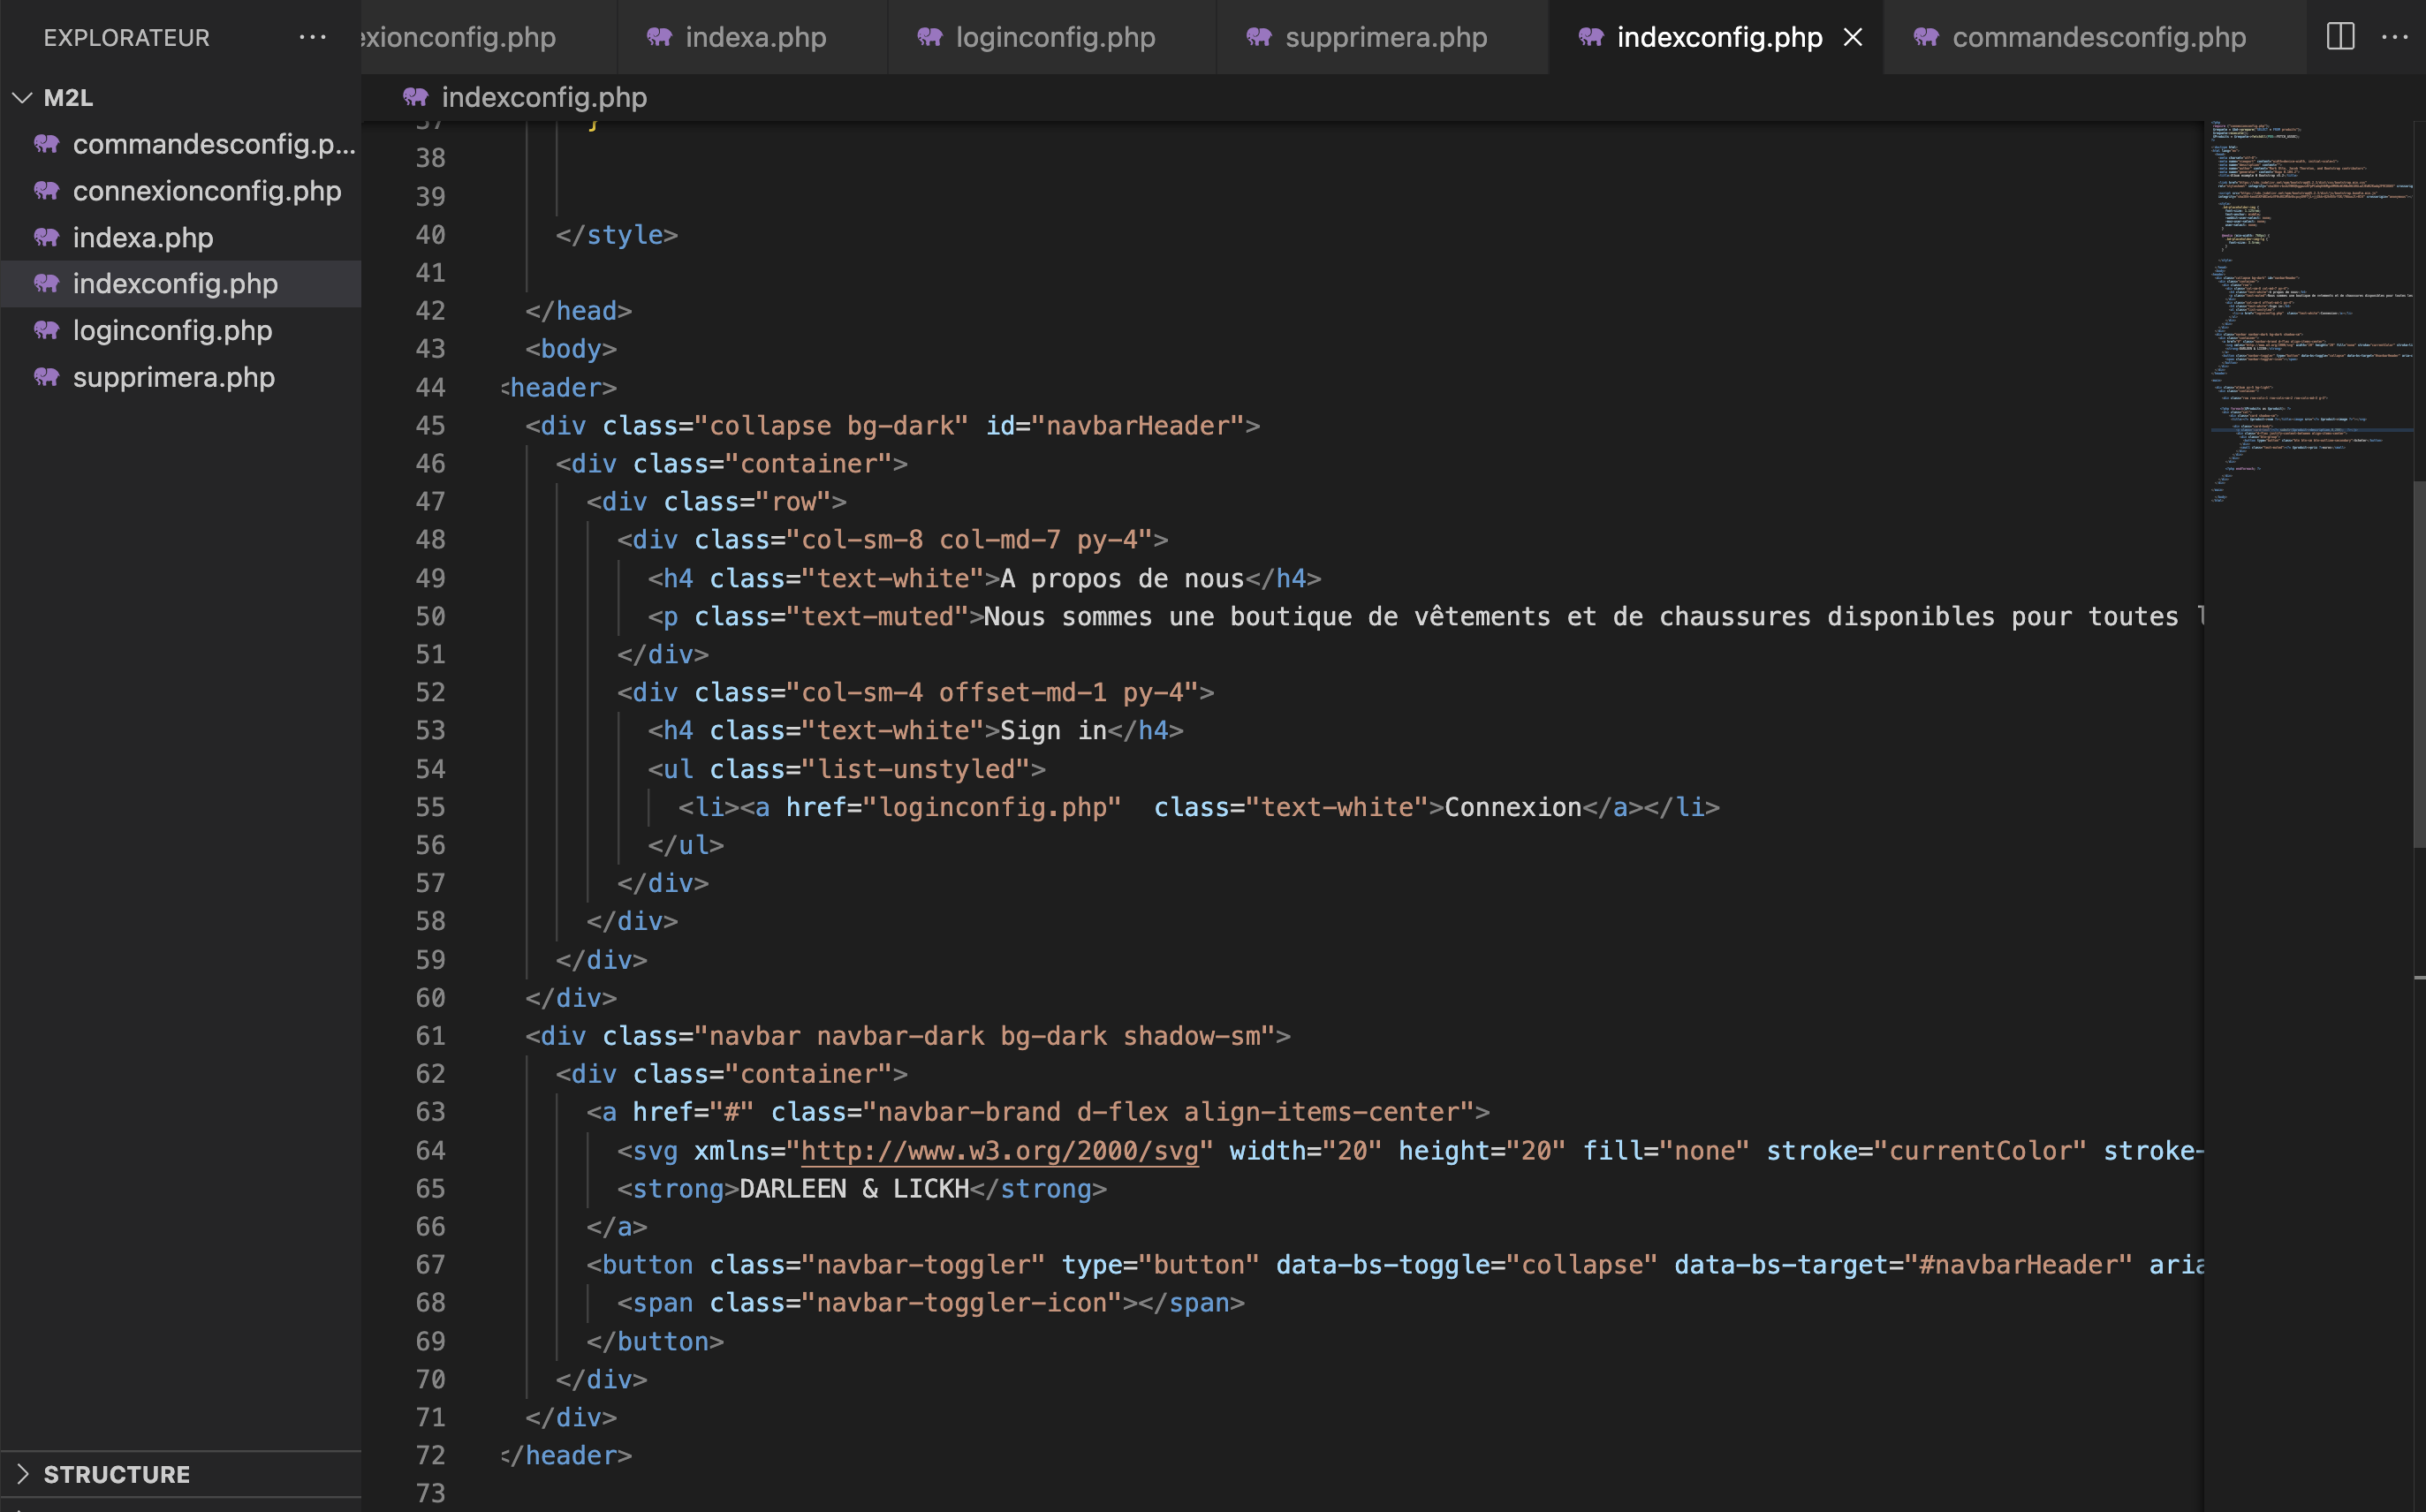 EXPLORATEUR
M2L
commandesconfig.p...
connexionconfig.php
indexa.php
indexconfig.php
loginconfig.php
supprimera.php
STRUCTURE
exionconfig.php
indexa.php
loginconfig.php
supprimera.php
indexconfig.php
commandesconfig.php
indexconfig.php
37 }
38
39
40 </style>
41
42 </head>
43 <body>
44 <header>
45 <div class="collapse bg-dark" id="navbarHeader">
46 <div class="container">
47 <div class="row">
48 <div class="col-sm-8 col-md-7 py-4">
49 <h4 class="text-white">A propos de nous</h4>
50 <p class="text-muted">Nous sommes une boutique de vêtements et de chaussures disponibles pour toutes l
51 </div>
52 <div class="col-sm-4 offset-md-1 py-4">
53 <h4 class="text-white">Sign in</h4>
54 <ul class="list-unstyled">
55 <li><a href="loginconfig.php"  class="text-white">Connexion</a></li>
56 </ul>
57 </div>
58 </div>
59 </div>
60 </div>
61 <div class="navbar navbar-dark bg-dark shadow-sm">
62 <div class="container">
63 <a href="#" class="navbar-brand d-flex align-items-center">
64 <svg xmlns="http://www.w3.org/2000/svg" width="20" height="20" fill="none" stroke="currentColor" stroke-
65 <strong>DARLEEN & LICKH</strong>
66 </a>
67 <button class="navbar-toggler" type="button" data-bs-toggle="collapse" data-bs-target="#navbarHeader" aria
68 <span class="navbar-toggler-icon"></span>
69 </button>
70 </div>
71 </div>
72 </header>
73